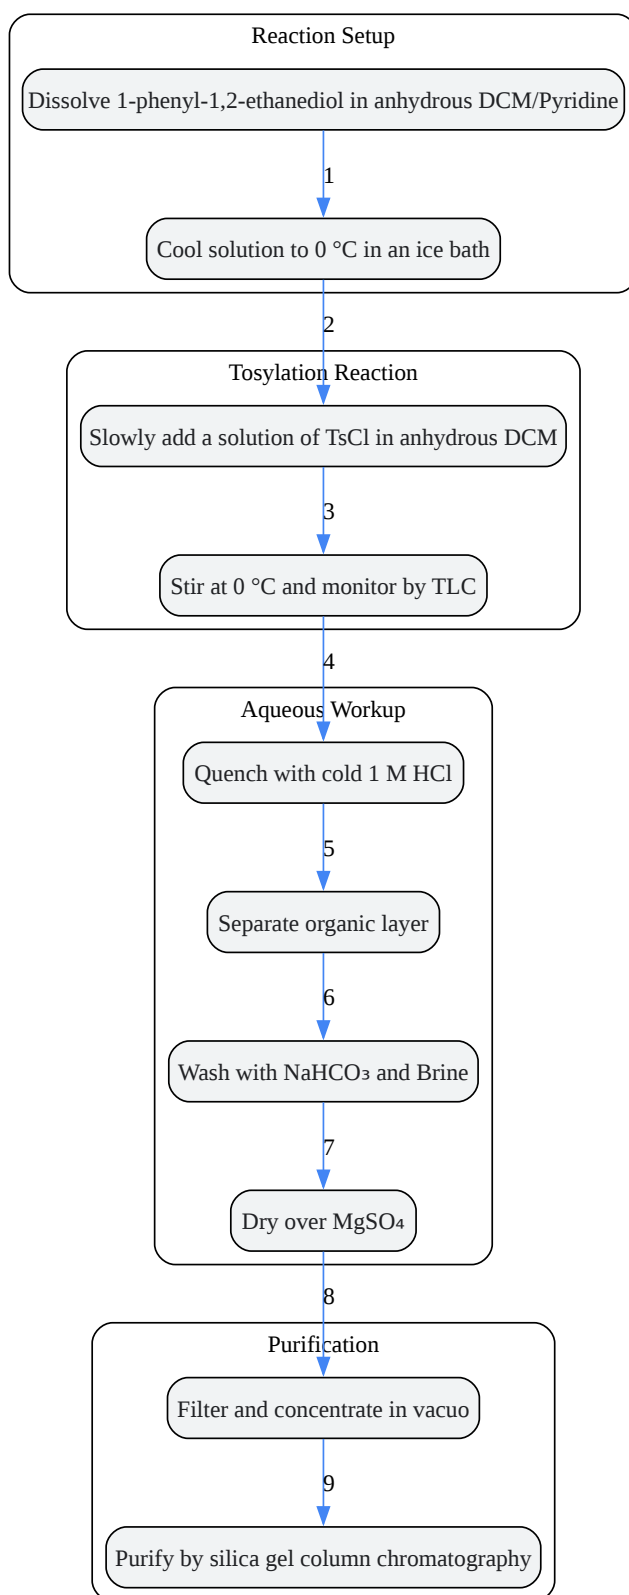 Reaction Setup
Dissolve 1-phenyl-1,2-ethanediol in anhydrous DCM/Pyridine
1
Cool solution to 0 °C in an ice bath
2
Tosylation Reaction
Slowly add a solution of TsCl in anhydrous DCM
3
Stir at 0 °C and monitor by TLC
4
Aqueous Workup
Quench with cold 1 M HCl
5
Separate organic layer
6
Wash with NaHCO₃ and Brine
7
Dry over MgSO₄
8
Purification
Filter and concentrate in vacuo
9
Purify by silica gel column chromatography